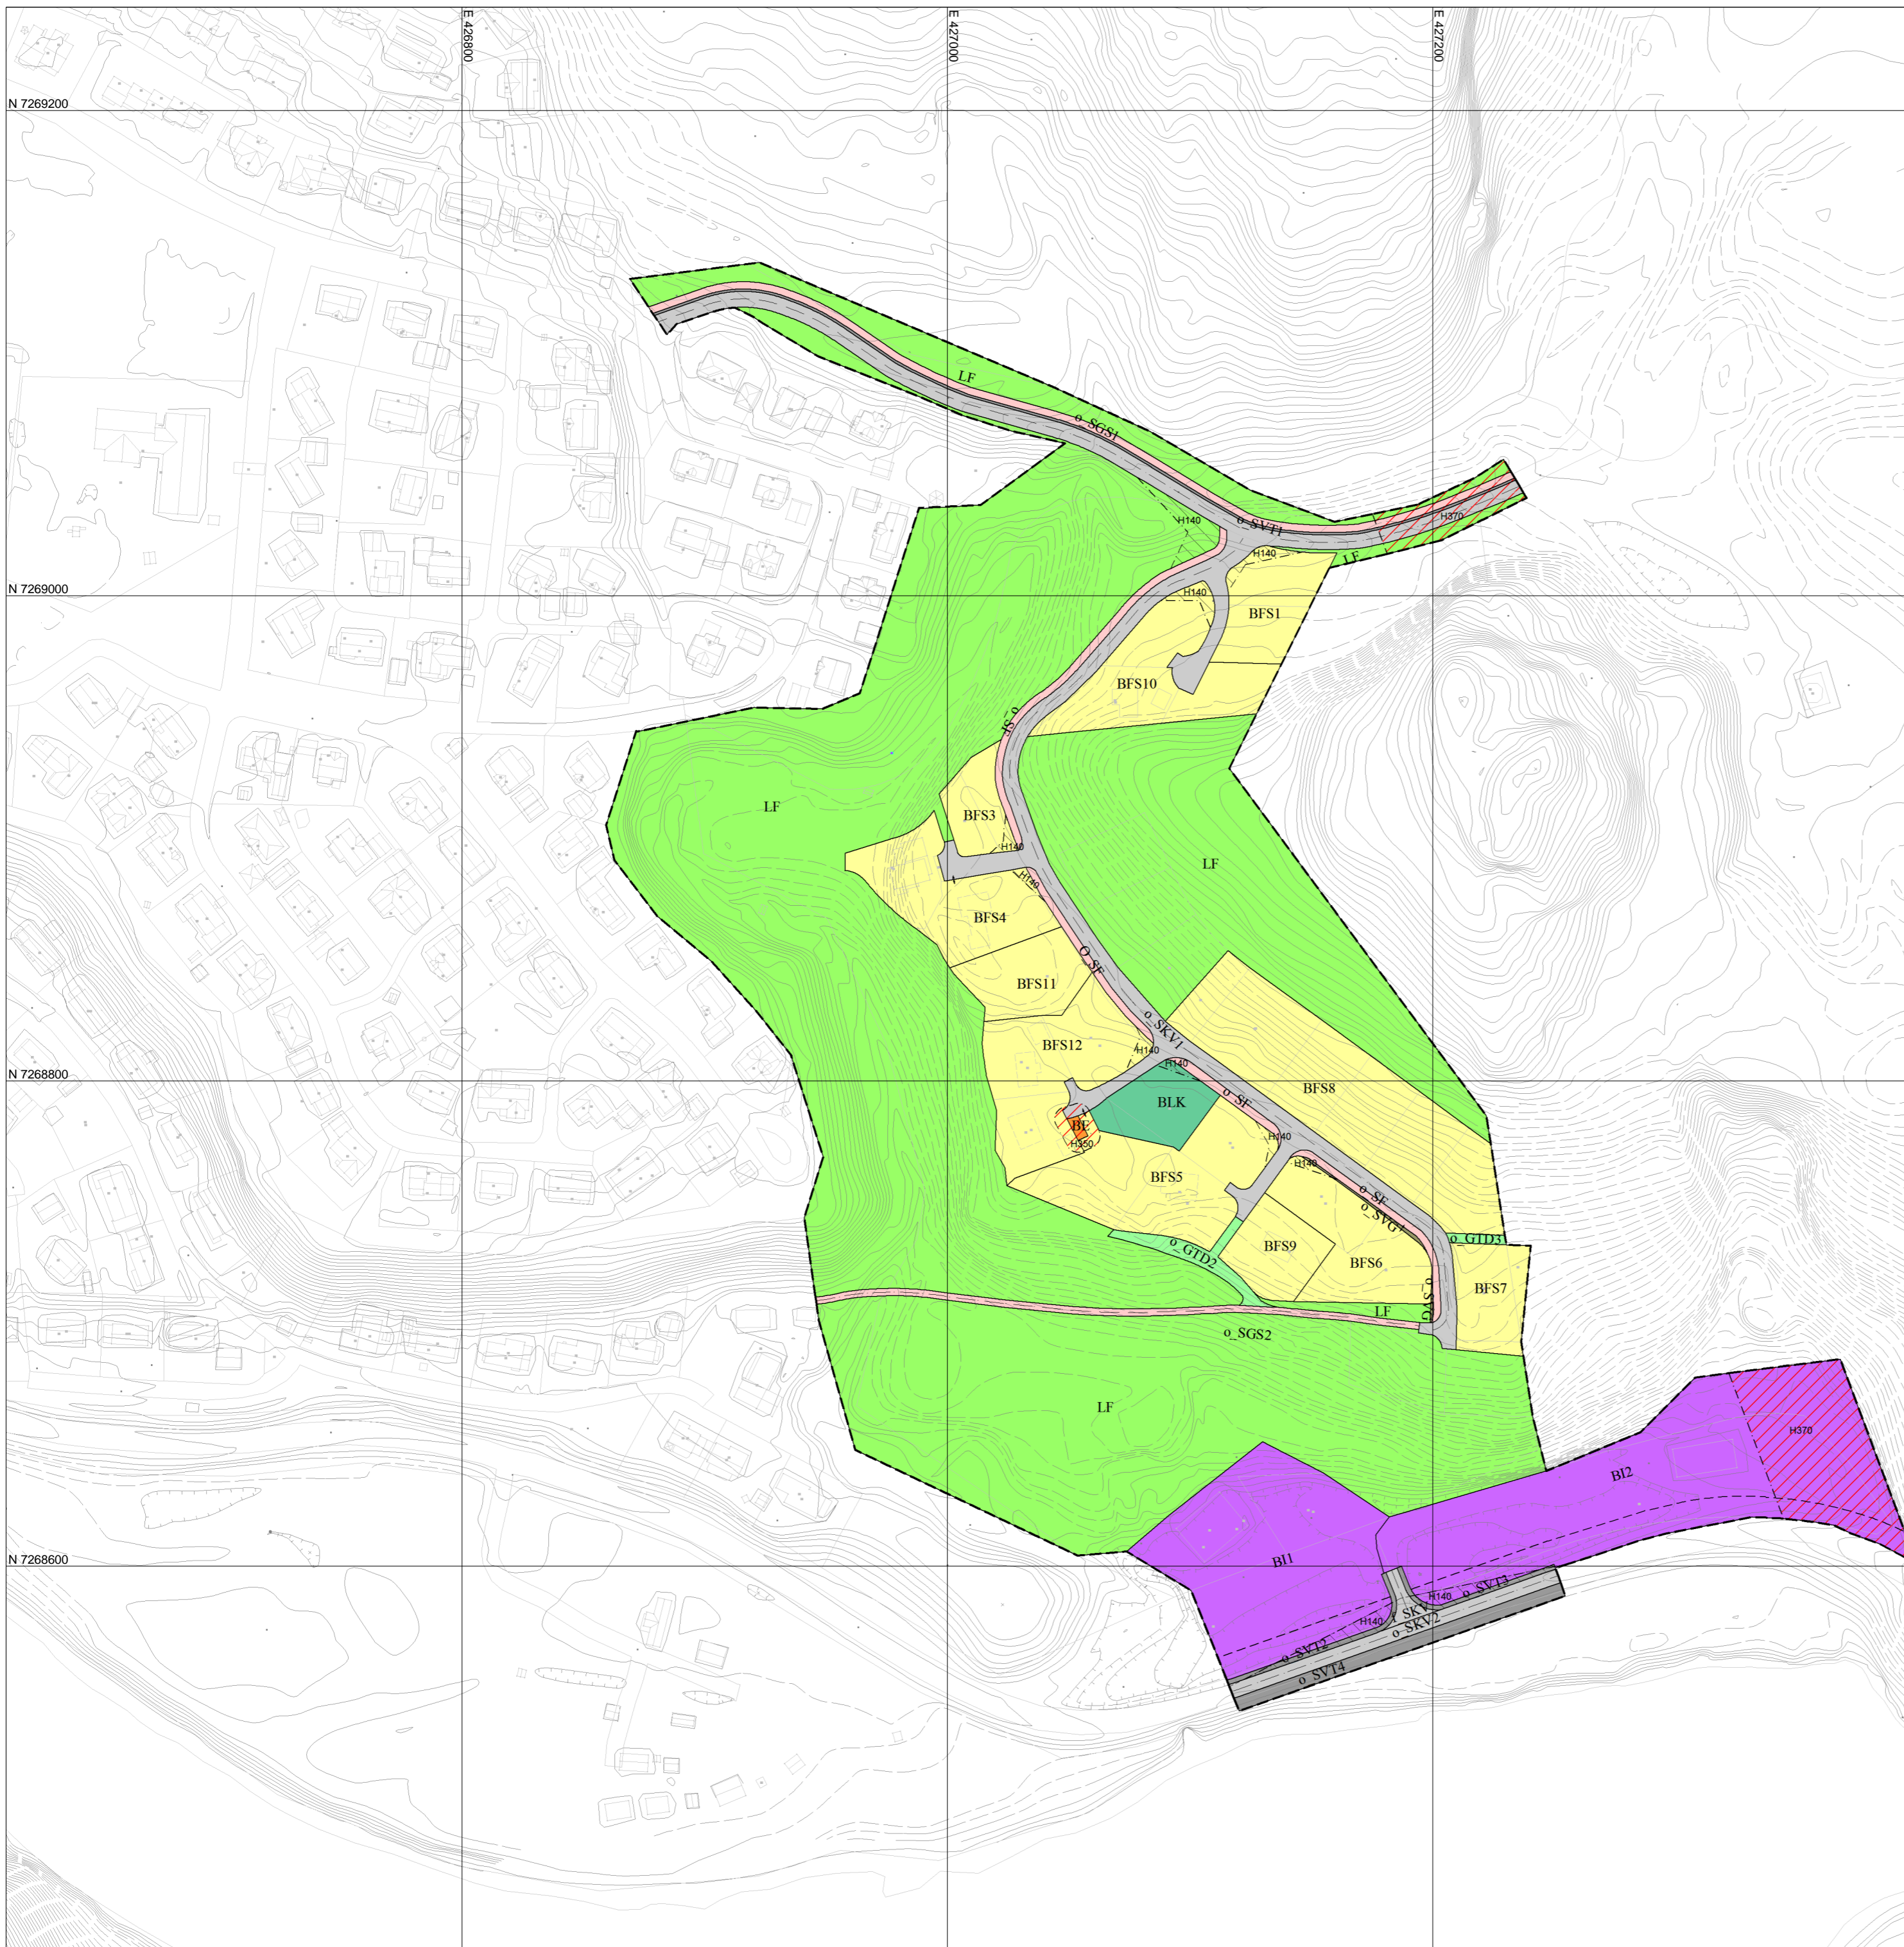 E 426800
E 427000
E 427200
N 7269200
LF
o_SGS1
H370
H140
o_SVT1
H140
LF
N 7269000
H140
BFS1
BFS10
o_SF
LF
BFS3
H140
LF
H140
BFS4
O_SF
BFS11
o_SKV1
BFS12
H140
H140
N 7268800
BFS8
o_SF
BLK
BE
H140
H350
H140
BFS5
o_SF
o_SVG
o_GTD3
o_GTD2
BFS9
BFS6
BFS7
o_SVG
LF
o_SGS2
LF
H370
BI2
N 7268600
BI1
o_SVT3
H140
f_SKV
H140
o_SKV2
o_SVT2
o_SVT4